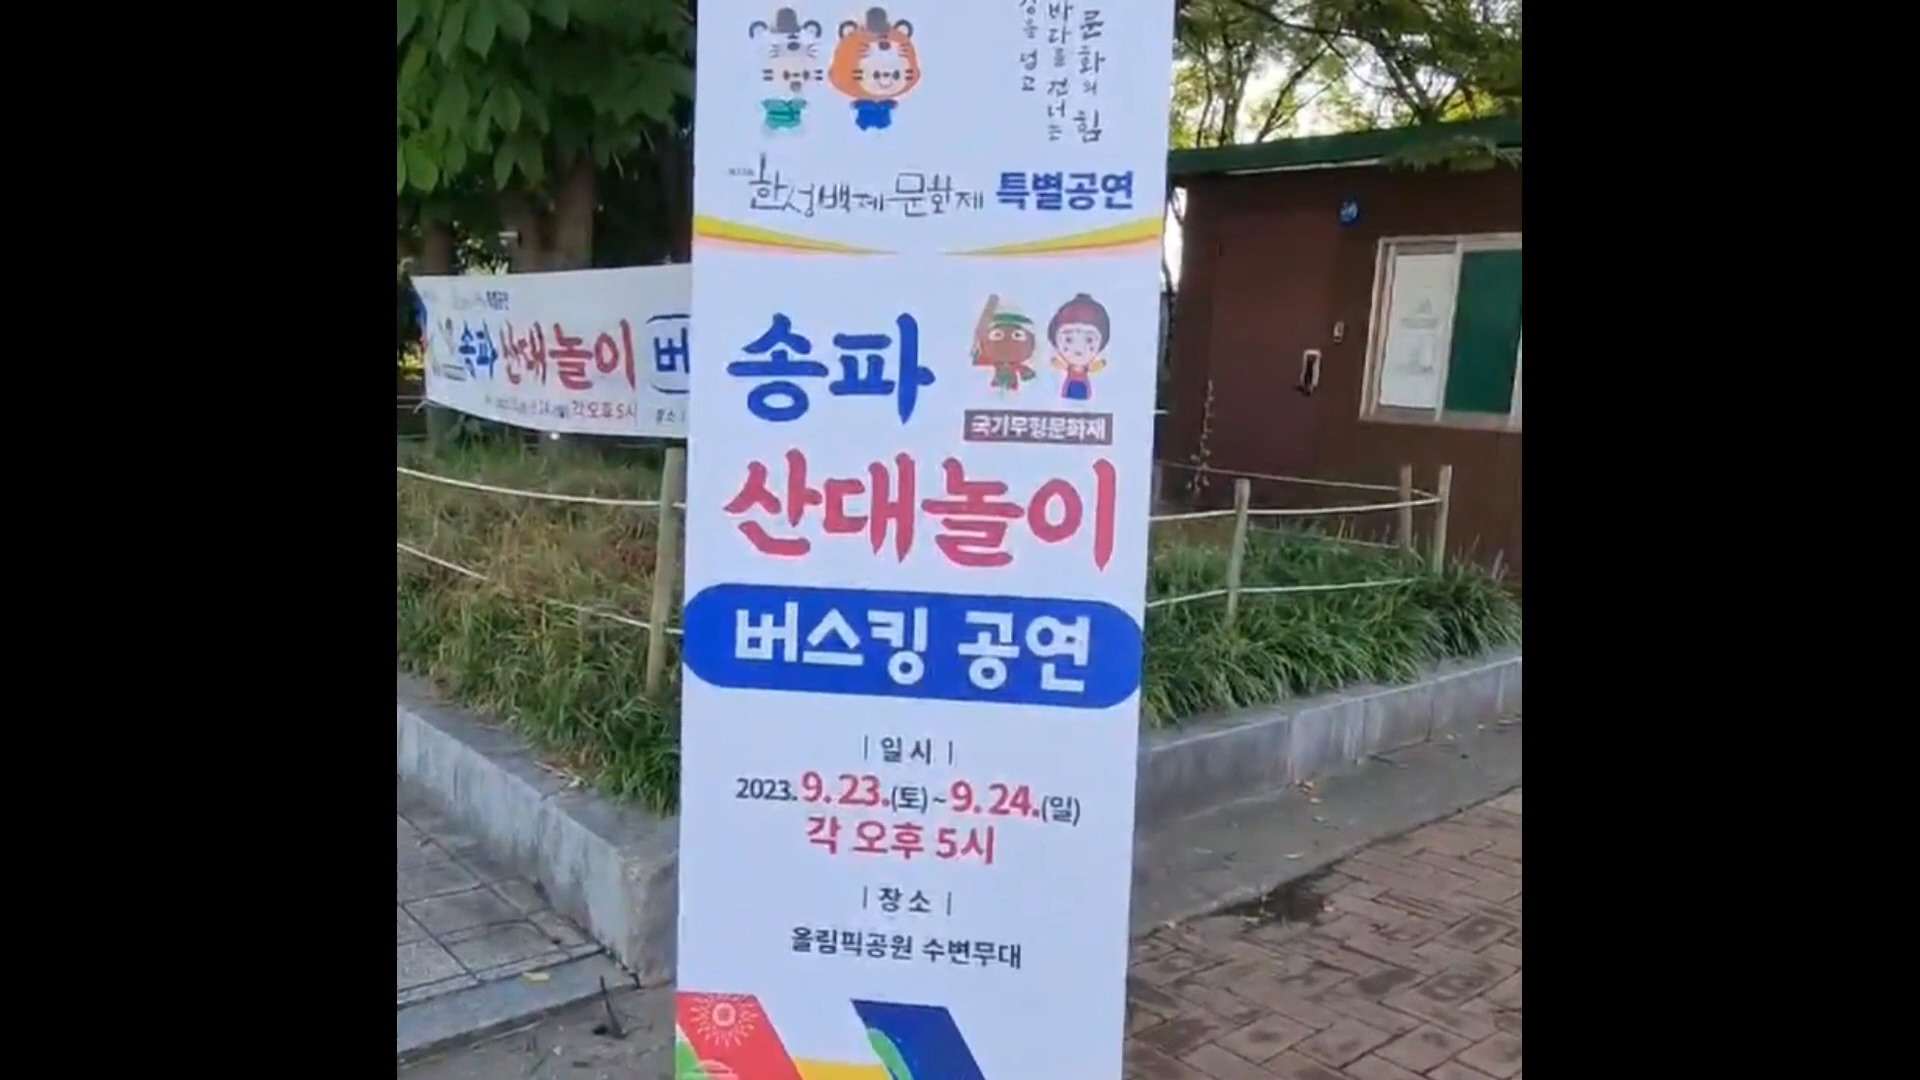 문화의 힘
바다를 건너는
강을 넘고
한성백제문화제 특별공연
송파
국가무형문화재
산대놀이
버스킹 공연
| 일시 |
2023. 9. 23.(토) ~ 9. 24.(일)
각 오후 5시
| 장소 |
올림픽공원 수변무대
송파 산대놀이 버
각 오후 5시